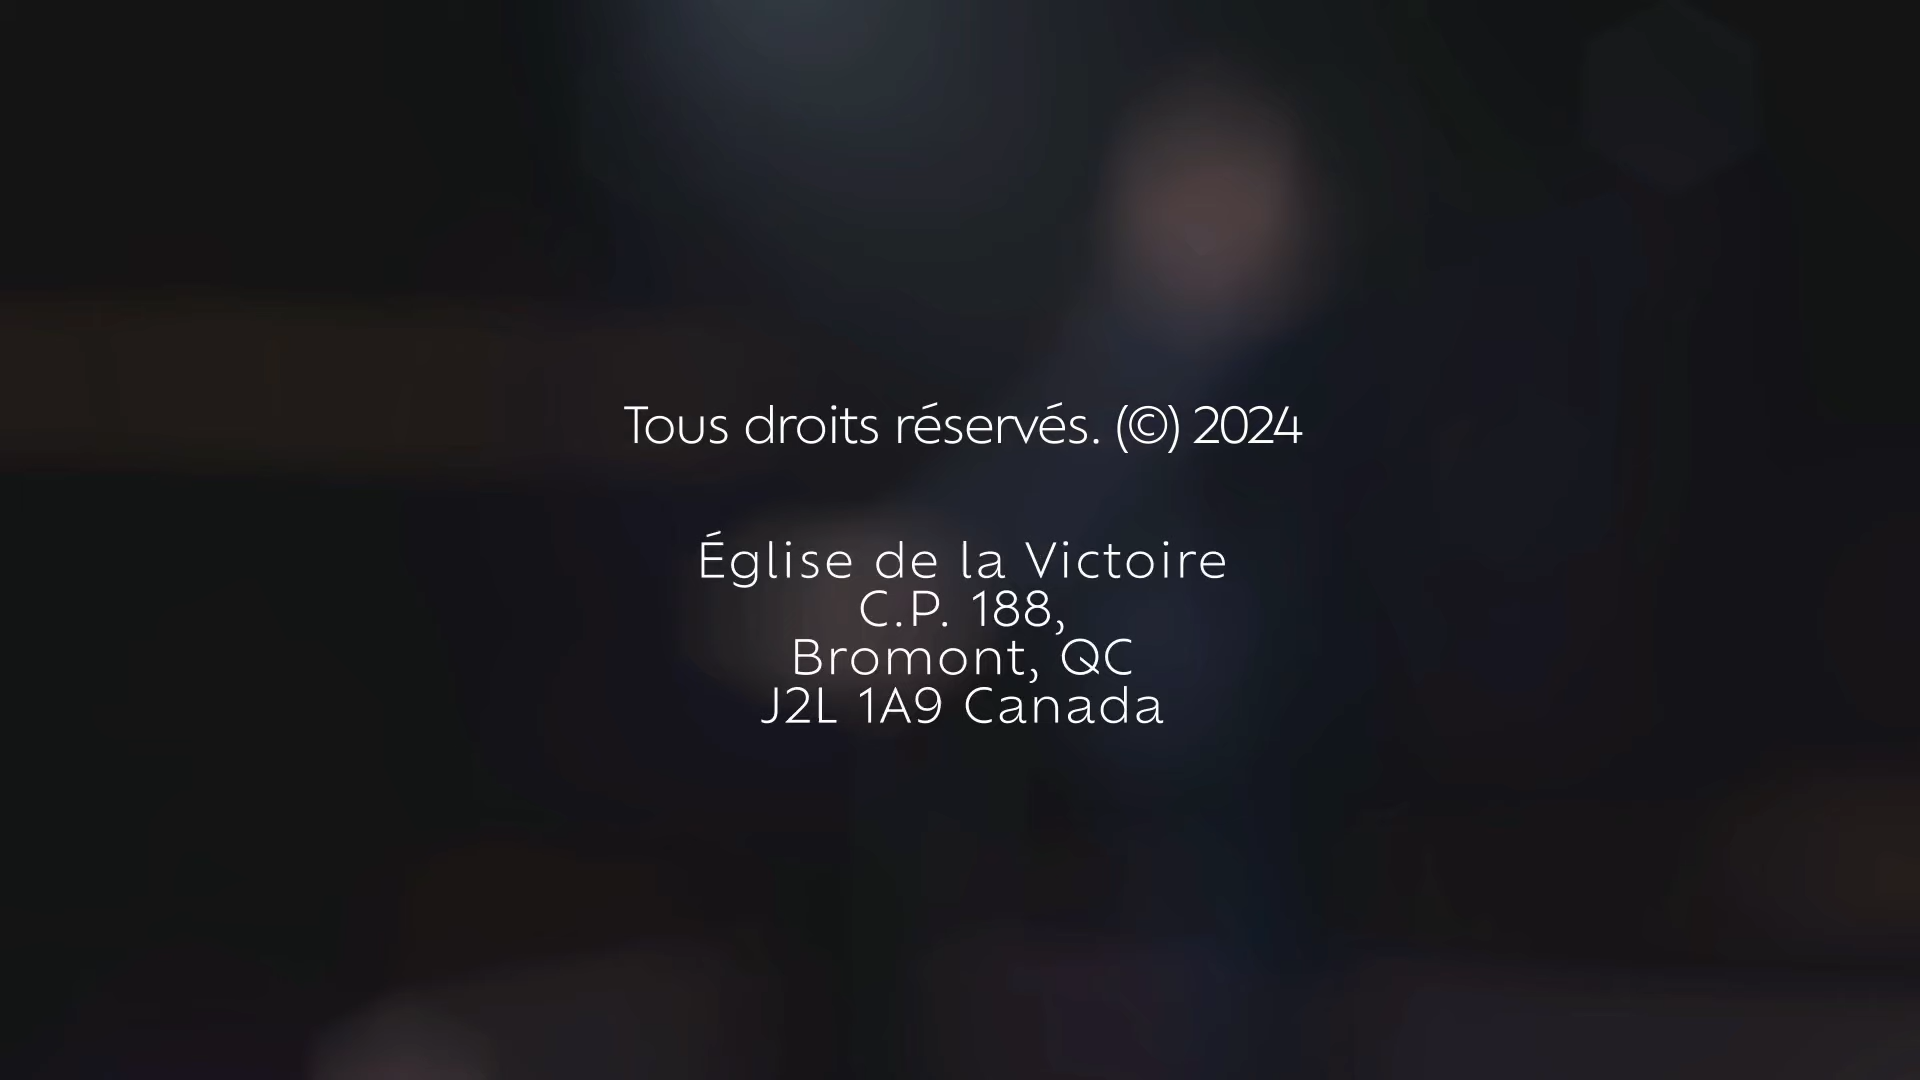 Tous droits réservés. (©) 2024
Église de la Victoire
C.P. 188,
Bromont, QC
J2L 1A9 Canada